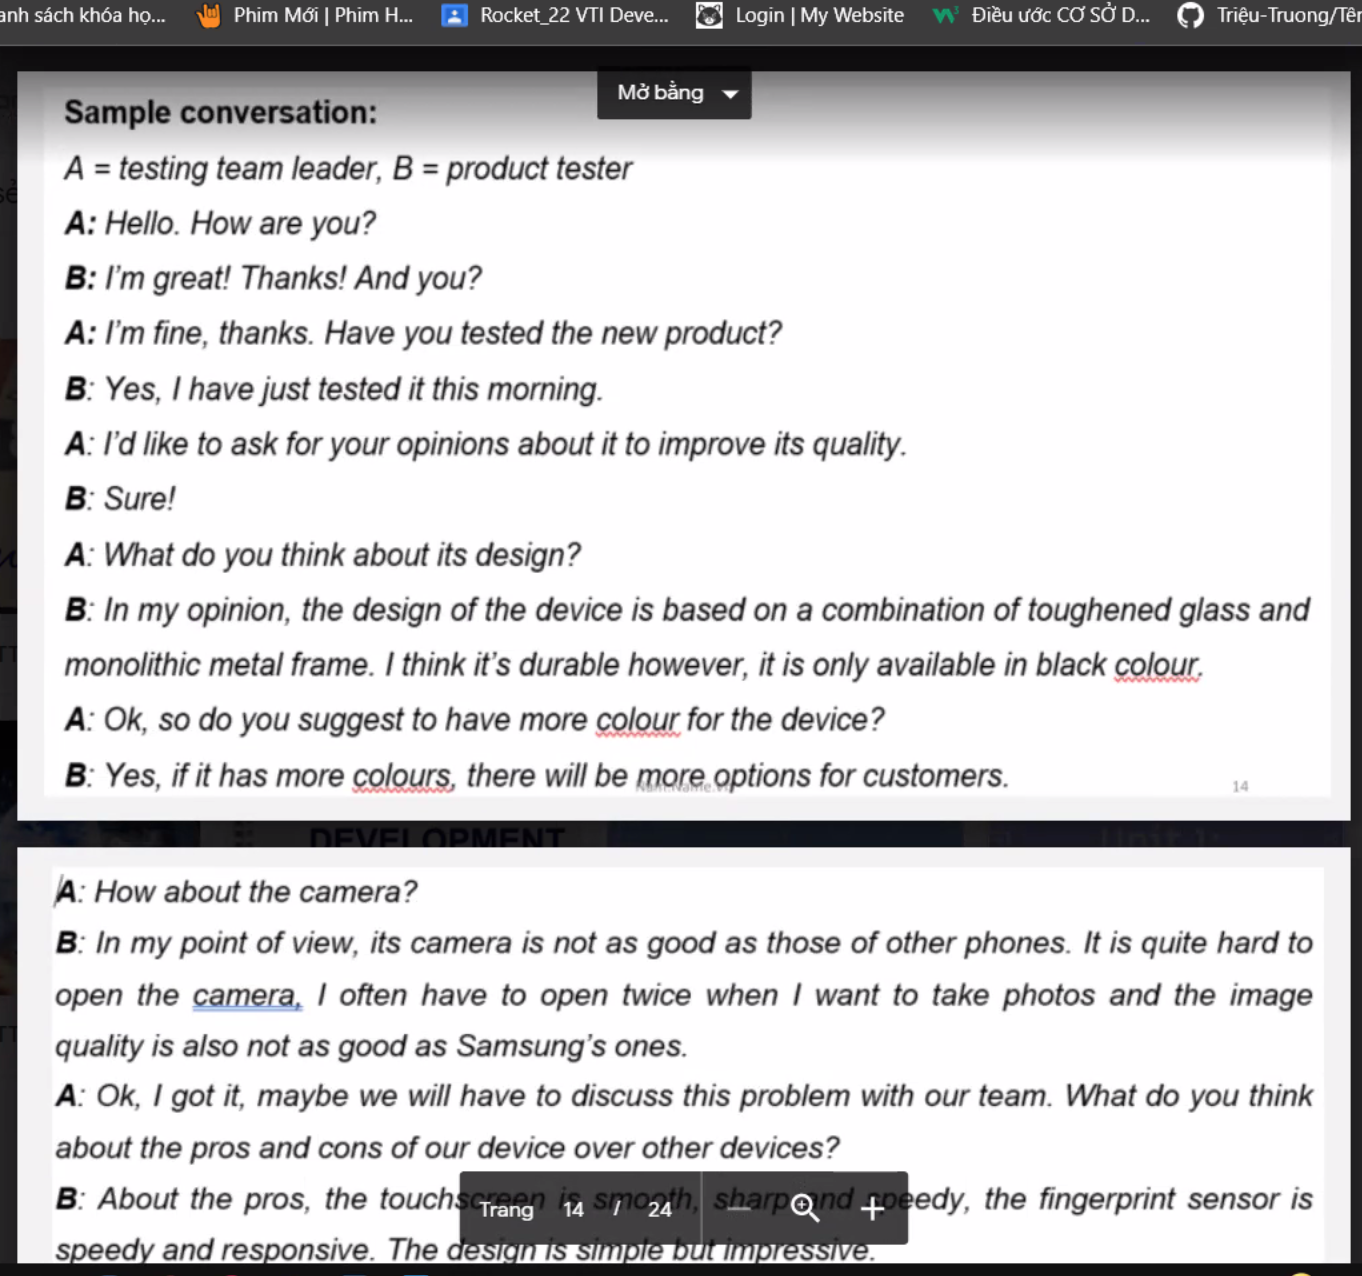 anh sách khóa họ... Phim Mới | Phim H... Rocket_22 VTI Deve... Login | My Website Điều ước CƠ SỞ D... Triệu-Truong/Tên
Mở bằng
Sample conversation:
A = testing team leader, B = product tester
A: Hello. How are you?
B: I'm great! Thanks! And you?
A: I'm fine, thanks. Have you tested the new product?
B: Yes, I have just tested it this morning.
A: I'd like to ask for your opinions about it to improve its quality.
B: Sure!
A: What do you think about its design?
B: In my opinion, the design of the device is based on a combination of toughened glass and
monolithic metal frame. I think it's durable however, it is only available in black colour.
A: Ok, so do you suggest to have more colour for the device?
B: Yes, if it has more colours, there will be more options for customers.
14
DEVELOPMENT
Unit 1:
A: How about the camera?
B: In my point of view, its camera is not as good as those of other phones. It is quite hard to
open the camera, I often have to open twice when I want to take photos and the image
quality is also not as good as Samsung's ones.
A: Ok, I got it, maybe we will have to discuss this problem with our team. What do you think
about the pros and cons of our device over other devices?
B: About the pros, the touchscreen is smooth, sharp and speedy, the fingerprint sensor is
Trang 14 / 24
speedy and responsive. The design is simple but impressive.